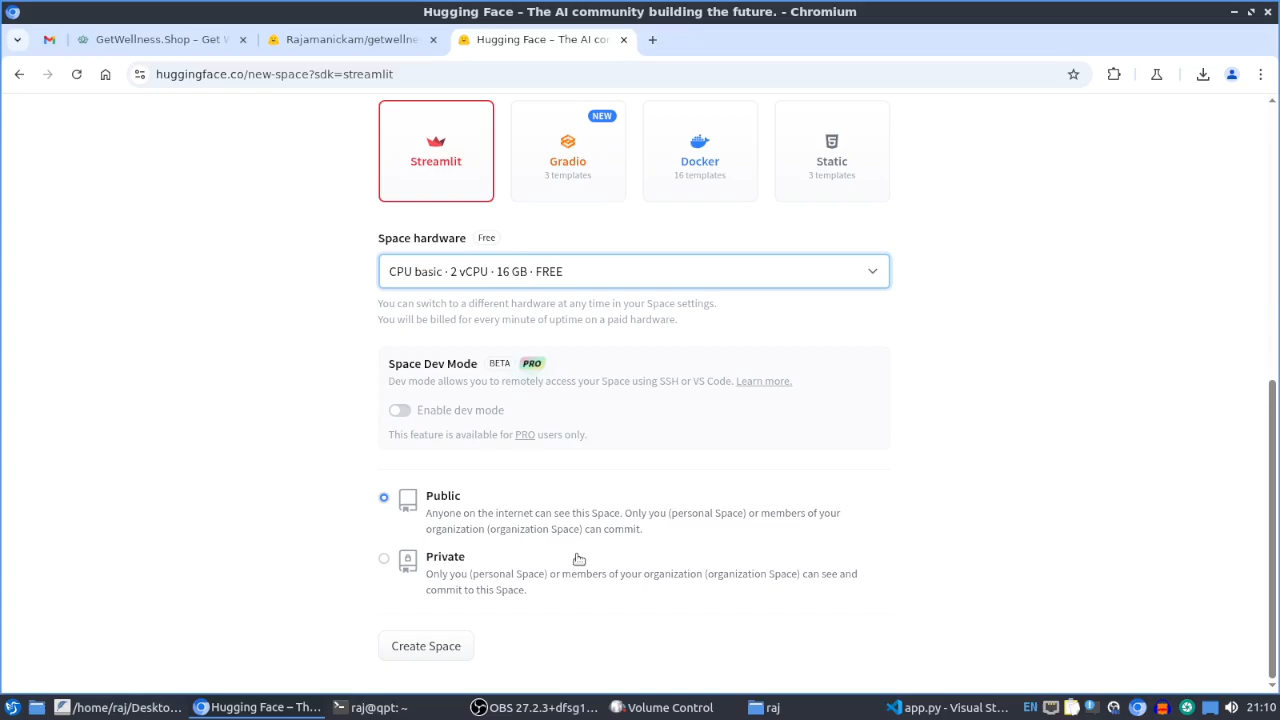 Hugging Face – The AI community building the future. - Chromium
GetWellness.Shop – Get W
Rajamanickam/getwellne
Hugging Face – The AI cor
huggingface.co/new-space?sdk=streamlit
Streamlit
NEW
Gradio
3 templates
Docker
16 templates
Static
3 templates
Space hardware Free
CPU basic · 2 vCPU · 16 GB · FREE
You can switch to a different hardware at any time in your Space settings.
You will be billed for every minute of uptime on a paid hardware.
Space Dev Mode BETA PRO
Dev mode allows you to remotely access your Space using SSH or VS Code. Learn more.
Enable dev mode
This feature is available for PRO users only.
Public
Anyone on the internet can see this Space. Only you (personal Space) or members of your
organization (organization Space) can commit.
Private
Only you (personal Space) or members of your organization (organization Space) can see and
commit to this Space.
Create Space
/home/raj/Deskto... Hugging Face – Th... raj@qpt: ~ OBS 27.2.3+dfsg1... Volume Control raj app.py - Visual St... EN 21:10